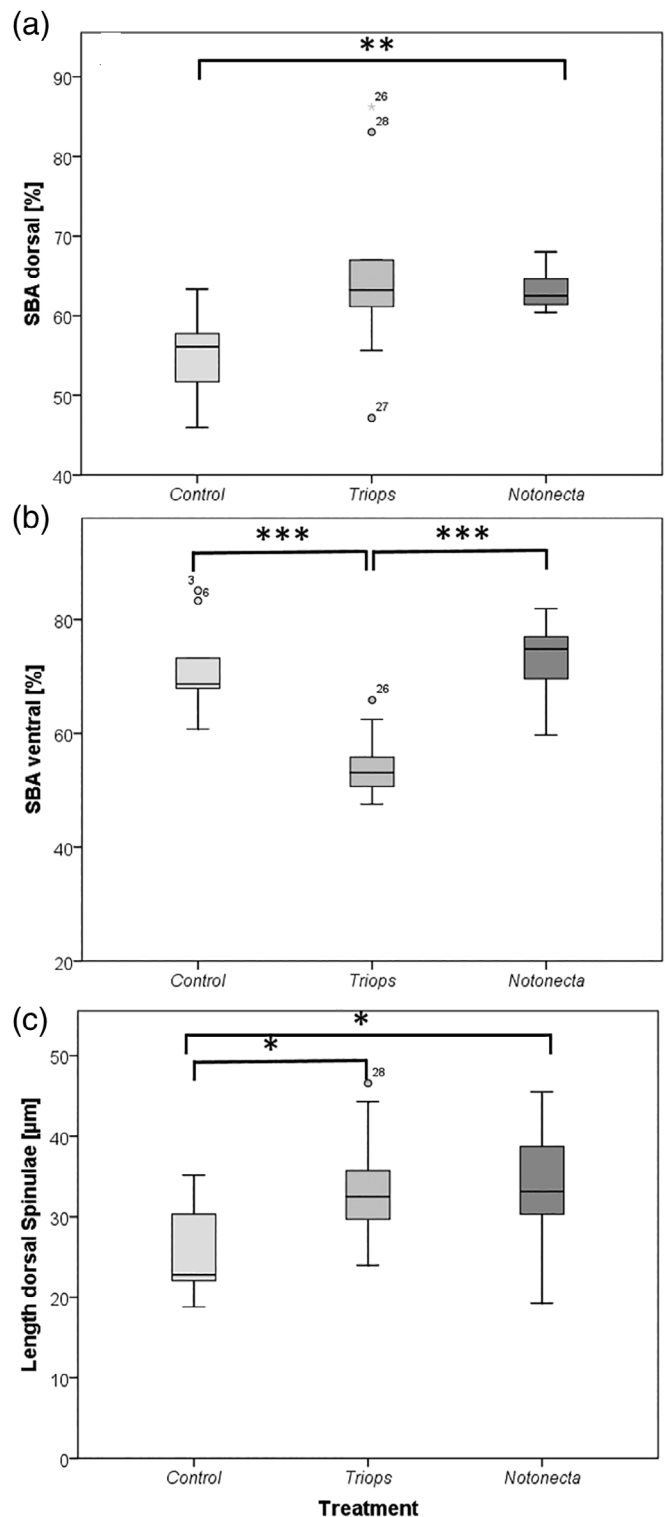 (a)
**
90
80
70
60
50
40
SBA dorsal [%]
26
28
27
Control Triops Notonecta
(b)
*** ***
80
60
40
20
SBA ventral [%]
3
6
26
Control Triops Notonecta
(c)
*
*
50
40
30
20
10
0
Length dorsal Spinulae [µm]
28
Control Triops Notonecta
Treatment